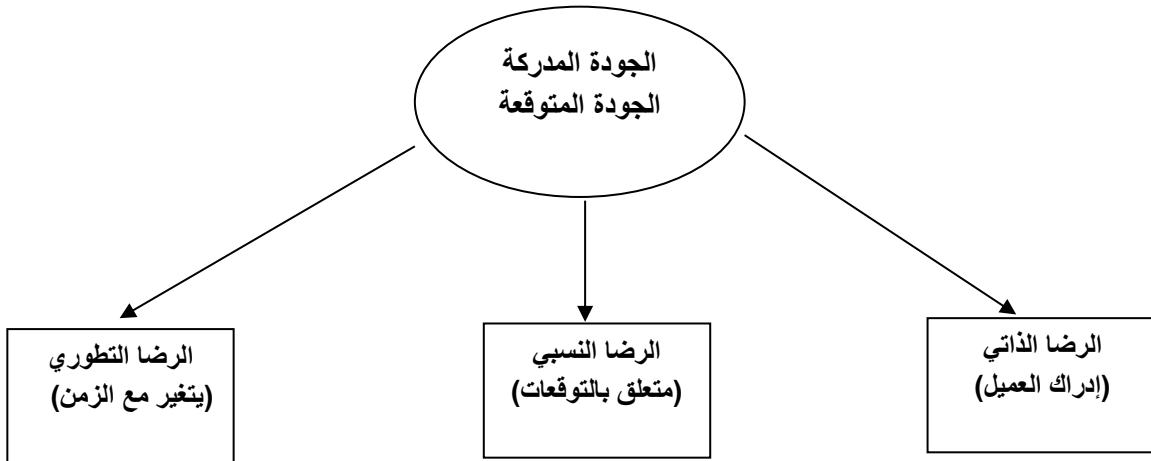 الجودة المدركة
الجودة المتوقعة
الرضا الذاتي
(إدراك العميل)
الرضا النسبي
(متعلق بالتوقعات)
الرضا التطوري
(يتغير مع الزمن)